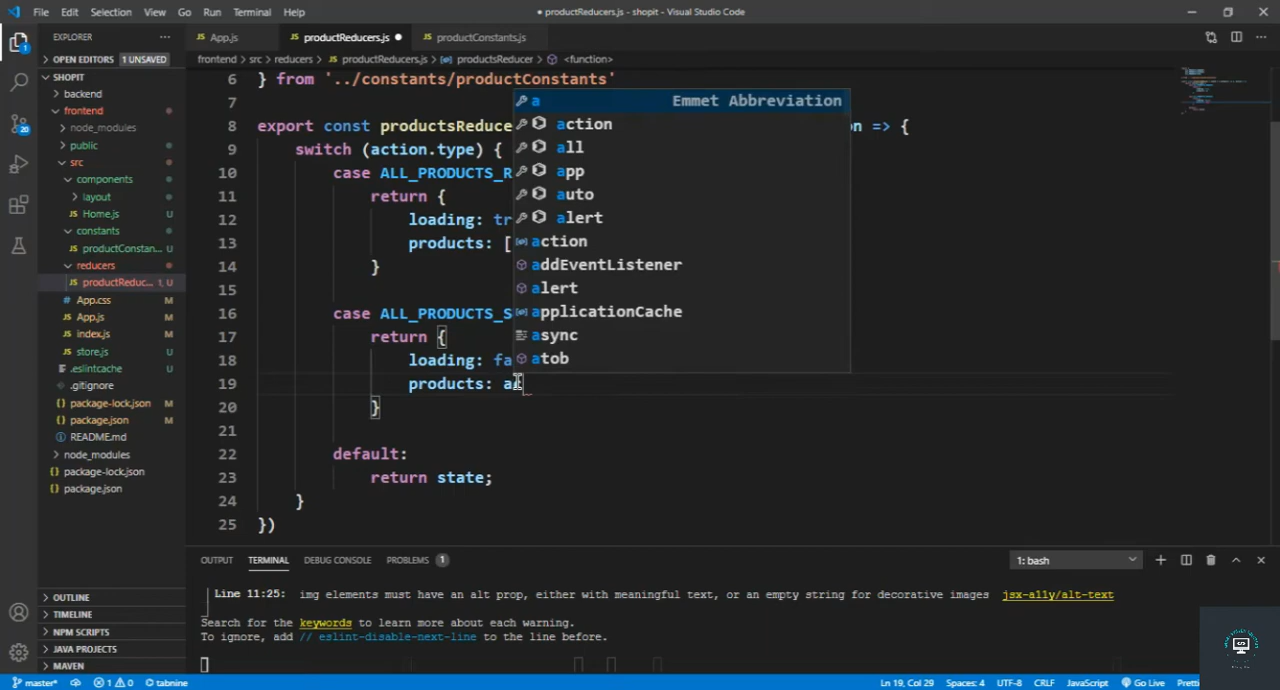 File Edit Selection View Go Run Terminal Help
● productReducers.js - shopit - Visual Studio Code
EXPLORER
App.js
productReducers.js ●
productConstants.js
OPEN EDITORS 1 UNSAVED
frontend > src > reducers > productReducers.js > productsReducer > <function>
SHOPIT
backend
frontend
node_modules
public
src
components
layout
Home.js U
constants
productConstan... U
reducers
productReduc... 1, U
App.css M
App.js M
index.js M
store.js U
.eslintcache U
.gitignore
package-lock.json M
package.json M
README.md
node_modules
package-lock.json
package.json
OUTLINE
TIMELINE
NPM SCRIPTS
JAVA PROJECTS
MAVEN
6 } from '../constants/productConstants'
7
8 export const productsReduce on => {
9 switch (action.type) {
10 case ALL_PRODUCTS_R
11 return {
12 loading: tr
13 products: [
14 }
15
16 case ALL_PRODUCTS_S
17 return {
18 loading: fa
19 products: a
20 }
21
22 default:
23 return state;
24 }
25 })
a Emmet Abbreviation
action
all
app
auto
alert
action
addEventListener
alert
applicationCache
async
atob
OUTPUT TERMINAL DEBUG CONSOLE PROBLEMS 1
1: bash
Line 11:25: img elements must have an alt prop, either with meaningful text, or an empty string for decorative images jsx-a11y/alt-text
Search for the keywords to learn more about each warning.
To ignore, add // eslint-disable-next-line to the line before.
master* 1 0 tabnine
Ln 19, Col 29 Spaces: 4 UTF-8 CRLF JavaScript Go Live Pretti
1
20